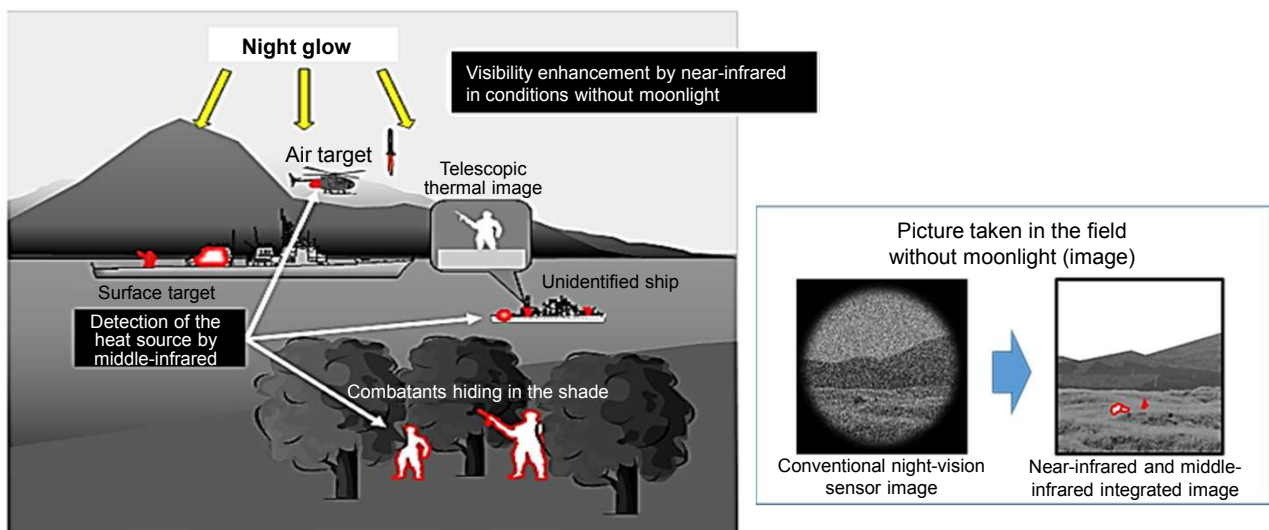 Night glow
Visibility enhancement by near-infrared
in conditions without moonlight
Air target
Telescopic
thermal image
Surface target
Unidentified ship
Detection of the
heat source by
middle-infrared
Combatants hiding in the shade
Picture taken in the field
without moonlight (image)
Conventional night-vision
sensor image
Near-infrared and middle-
infrared integrated image